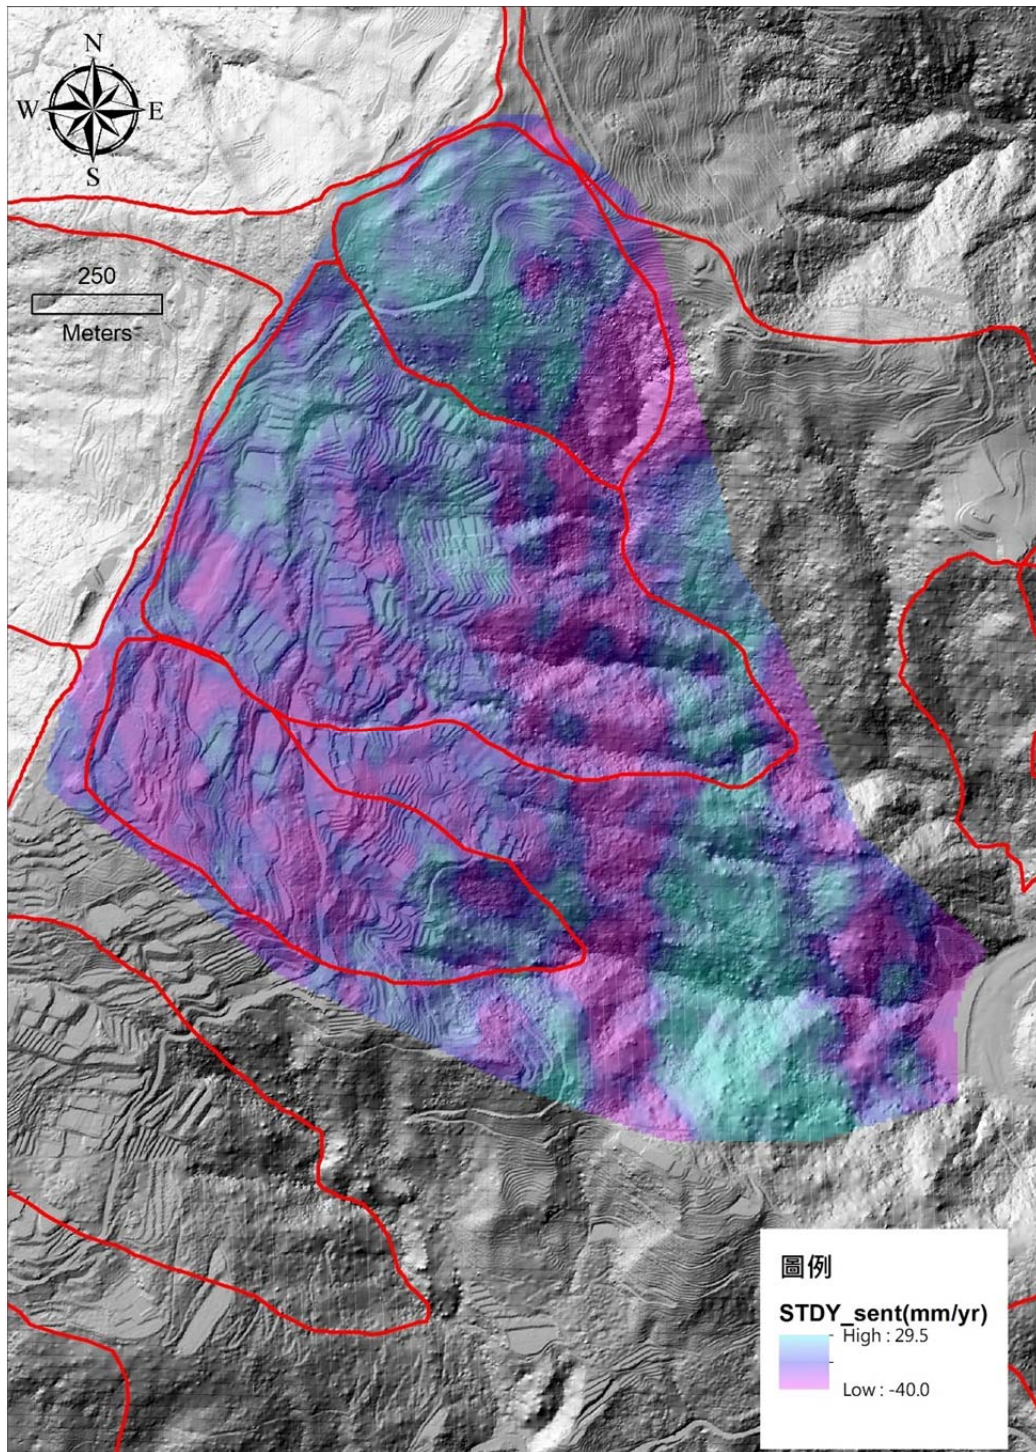 N
W E
S
250
Meters
圖例
STDY_sent(mm/yr)
High : 29.5
Low : -40.0